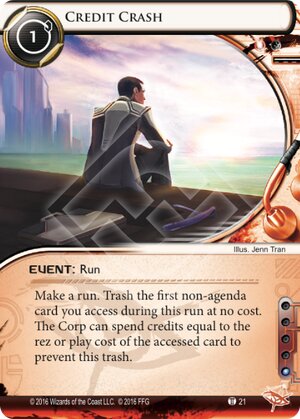 Credit Crash
1
Illus. Jenn Tran
EVENT: Run
Make a run. Trash the first non-agenda
card you access during this run at no cost.
The Corp can spend credits equal to the
rez or play cost of the accessed card to
prevent this trash.
© 2016 Wizards of the Coast LLC. © 2016 FFG
21